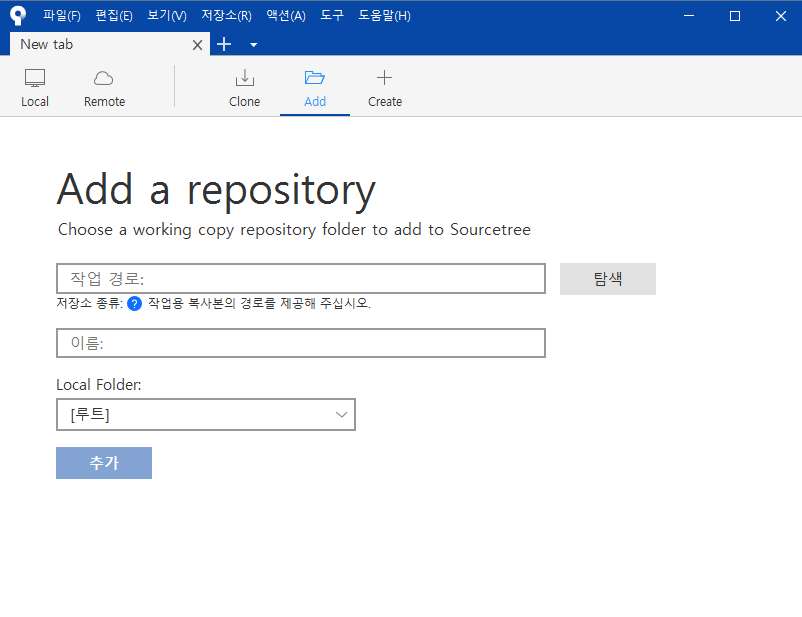 파일(F) 편집(E) 보기(V) 저장소(R) 액션(A) 도구 도움말(H)
New tab
Local Remote Clone Add Create
Add a repository
Choose a working copy repository folder to add to Sourcetree
작업 경로: 탐색
저장소 종류: ? 작업용 복사본의 경로를 제공해 주십시오.
이름:
Local Folder:
[루트]
추가